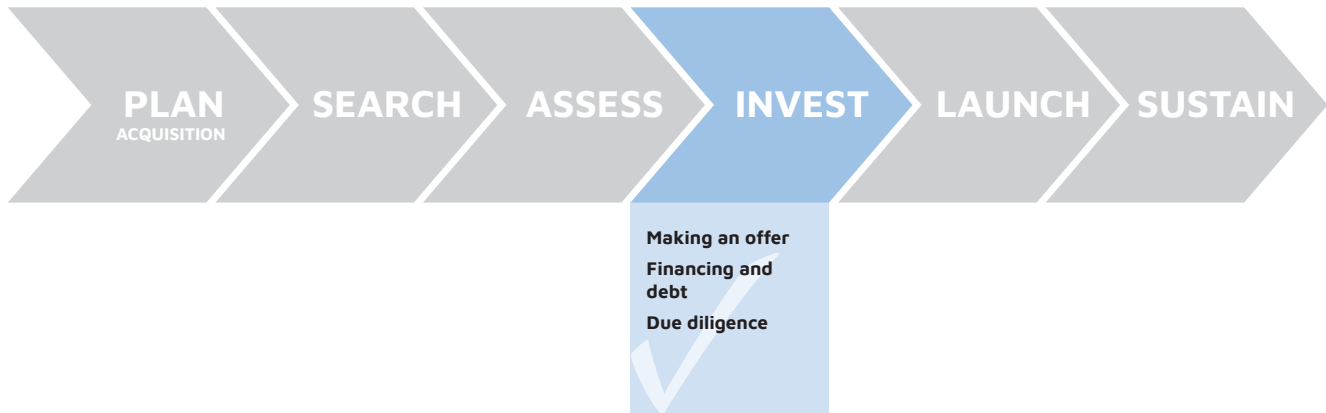 PLAN
ACQUISITION
SEARCH
ASSESS
INVEST
LAUNCH
SUSTAIN
Making an offer
Financing and
debt
Due diligence